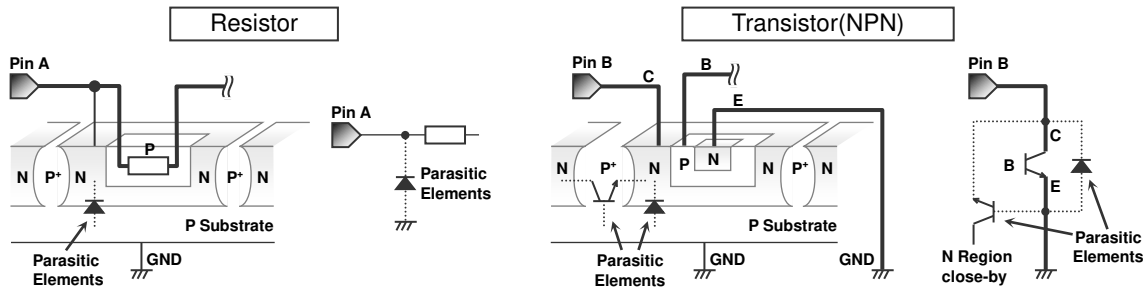 Resistor
Transistor(NPN)
Pin A
P
N
P+
N
N
P+
N
P Substrate
Parasitic
Elements
GND
Pin A
Parasitic
Elements
Pin B
C
B
E
N
P+
N
P
N
N
P+
N
P Substrate
Parasitic
Elements
GND
GND
Pin B
C
B
E
Parasitic
Elements
N Region
close-by